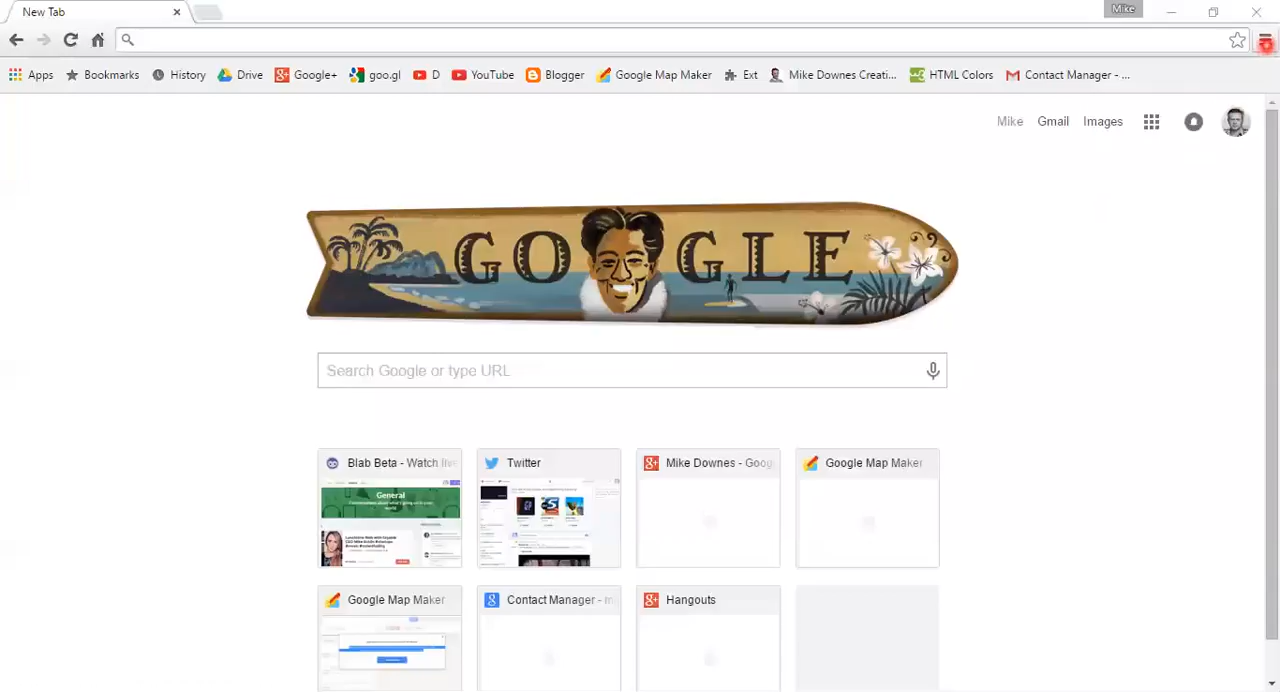 New Tab
Mike
Apps Bookmarks History Drive Google+ goo.gl D YouTube Blogger Google Map Maker Ext Mike Downes Creati... HTML Colors Contact Manager - ...
Mike Gmail Images
GOOGLE
Search Google or type URL
Blab Beta - Watch live Twitter Mike Downes - Goog Google Map Maker
General
Google Map Maker Contact Manager - m Hangouts